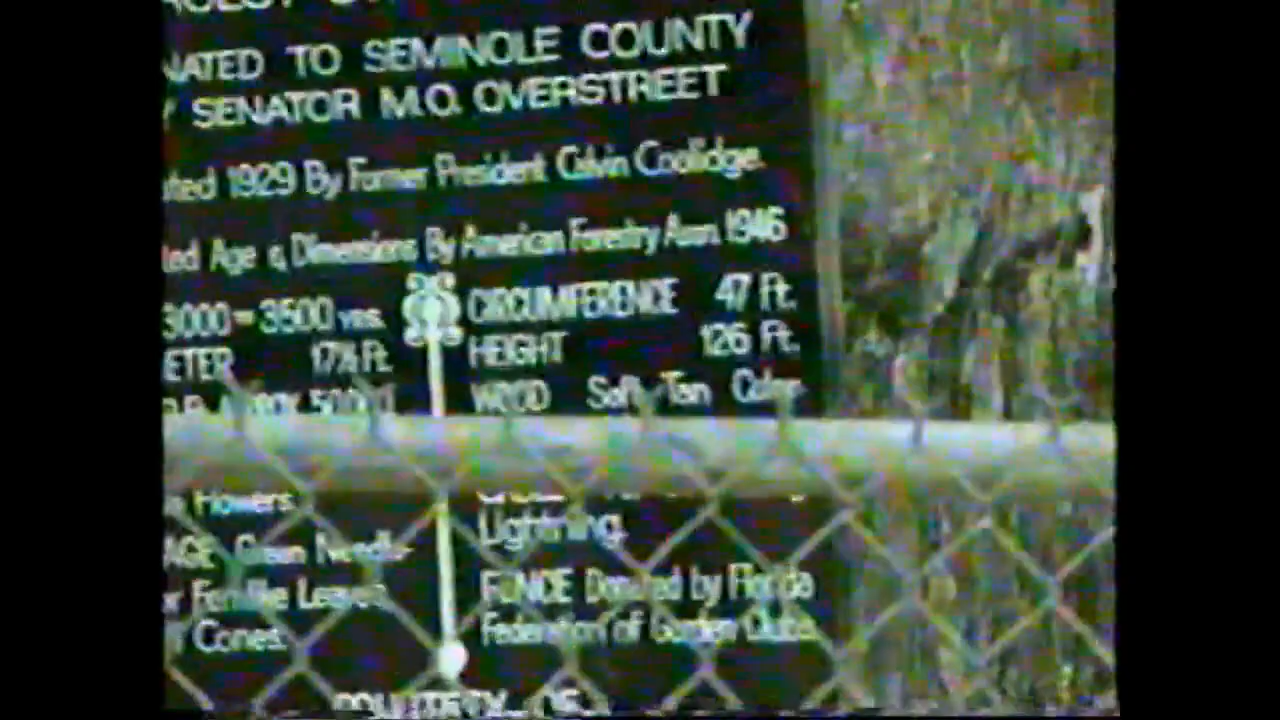 NATED TO SEMINOLE COUNTY
SENATOR M.O. OVERSTREET
ted 1929 By Former President Calvin Coolidge.
ted Age & Dimensions By American Forestry Assn. 1946
3000 - 3500 yrs.
ETER 17½ Ft.
CIRCUMFERENCE 47 Ft.
HEIGHT 126 Ft.
WOOD Soft, Tan Color
Flowers
AGE Green Needle-
Fernlike Leaves
Cones.
Lightning.
FENCE Donated by Florida
Federation of Garden Clubs